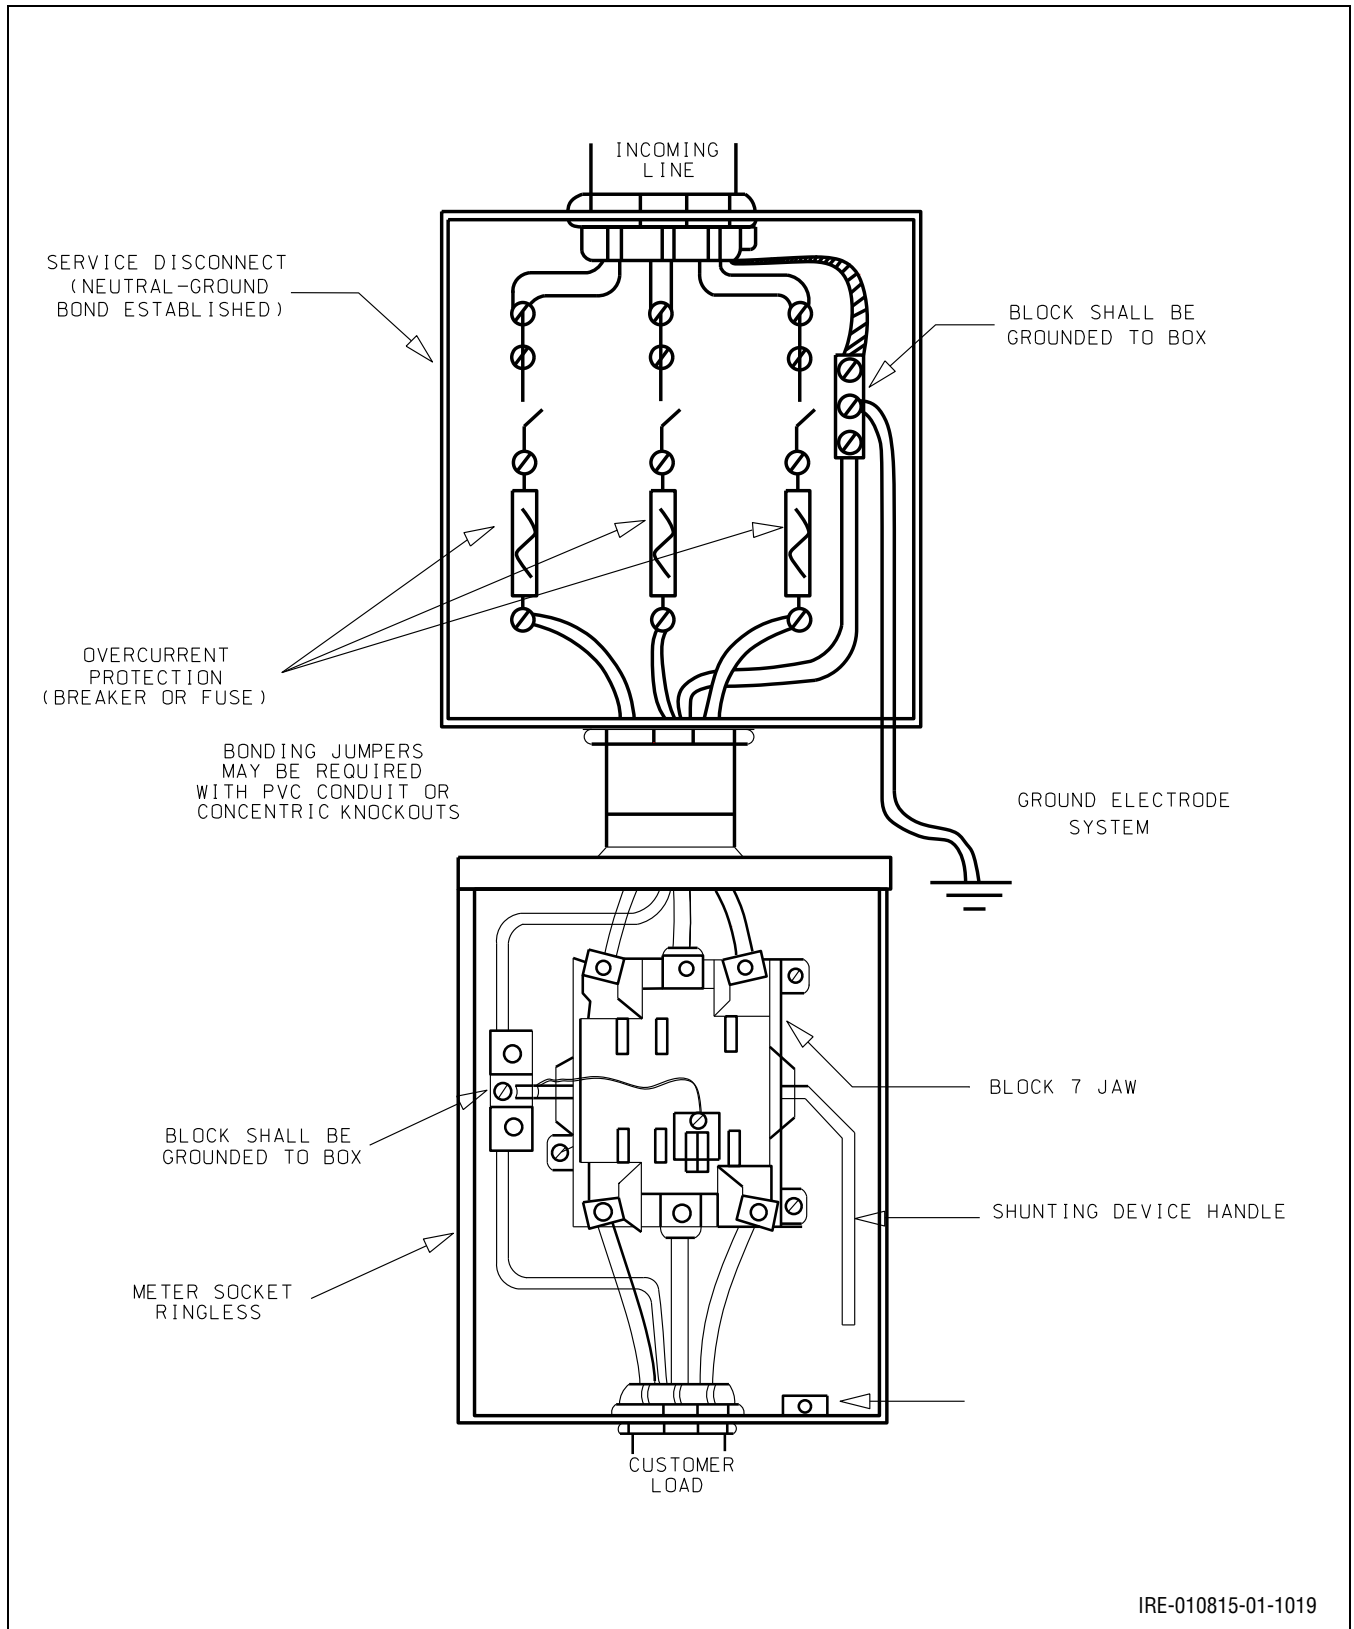 INCOMING
LINE
SERVICE DISCONNECT
(NEUTRAL-GROUND
BOND ESTABLISHED)
BLOCK SHALL BE
GROUNDED TO BOX
OVERCURRENT
PROTECTION
(BREAKER OR FUSE)
BONDING JUMPERS
MAY BE REQUIRED
WITH PVC CONDUIT OR
CONCENTRIC KNOCKOUTS
GROUND ELECTRODE
SYSTEM
BLOCK 7 JAW
BLOCK SHALL BE
GROUNDED TO BOX
SHUNTING DEVICE HANDLE
METER SOCKET
RINGLESS
CUSTOMER
LOAD
IRE-010815-01-1019